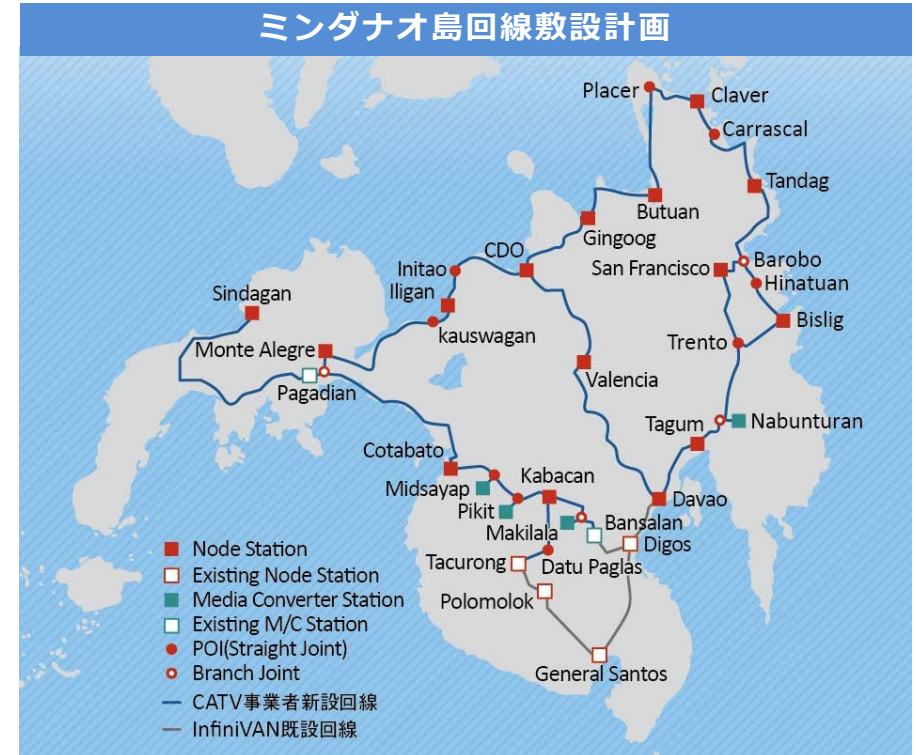 ミンダナオ島回線敷設計画
Placer
Claver
Carrascal
Tandag
Butuan
Gingoog
CDO
San Francisco
Barobo
Hinatuan
Initao
Iligan
Sindagan
kauswagan
Bislig
Trento
Monte Alegre
Pagadian
Valencia
Tagum
Nabunturan
Cotabato
Kabacan
Midsayap
Davao
Pikit
Makilala
Bansalan
Digos
Tacurong
Datu Paglas
Polomolok
General Santos
Node Station
Existing Node Station
Media Converter Station
Existing M/C Station
POI(Straight Joint)
Branch Joint
CATV事業者新設回線
InfiniVAN既設回線